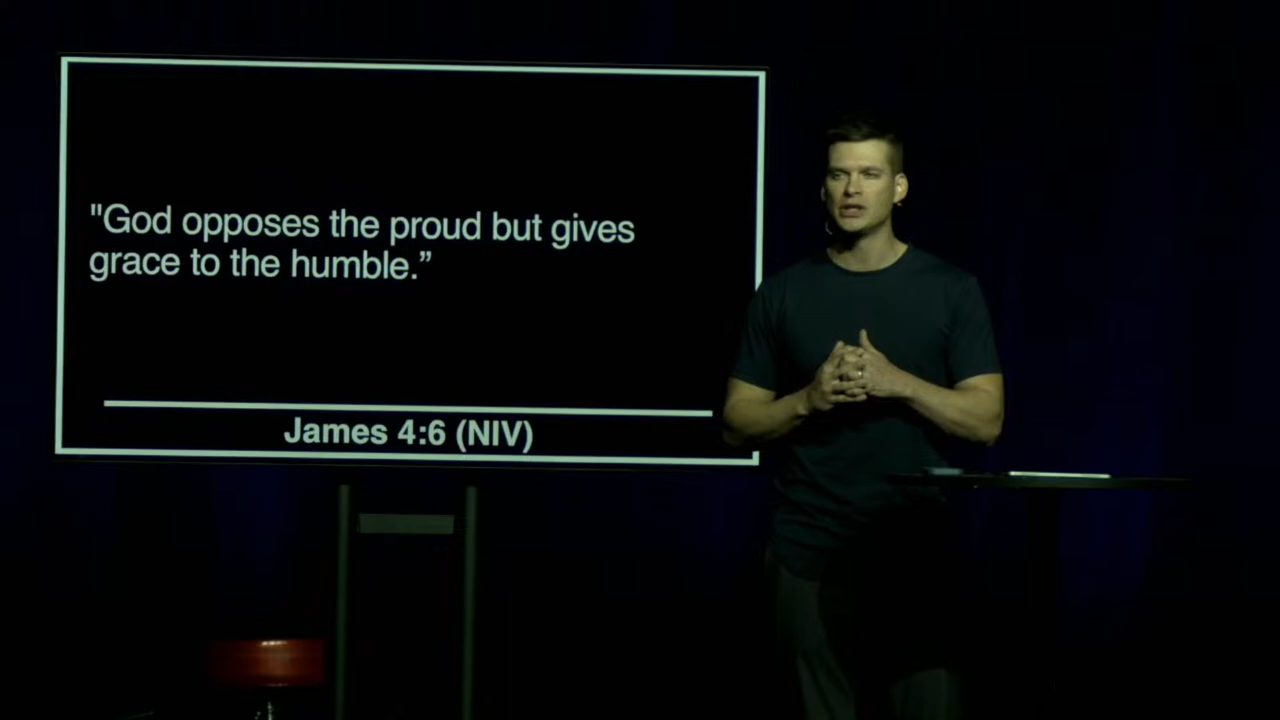 "God opposes the proud but gives
grace to the humble.”
James 4:6 (NIV)